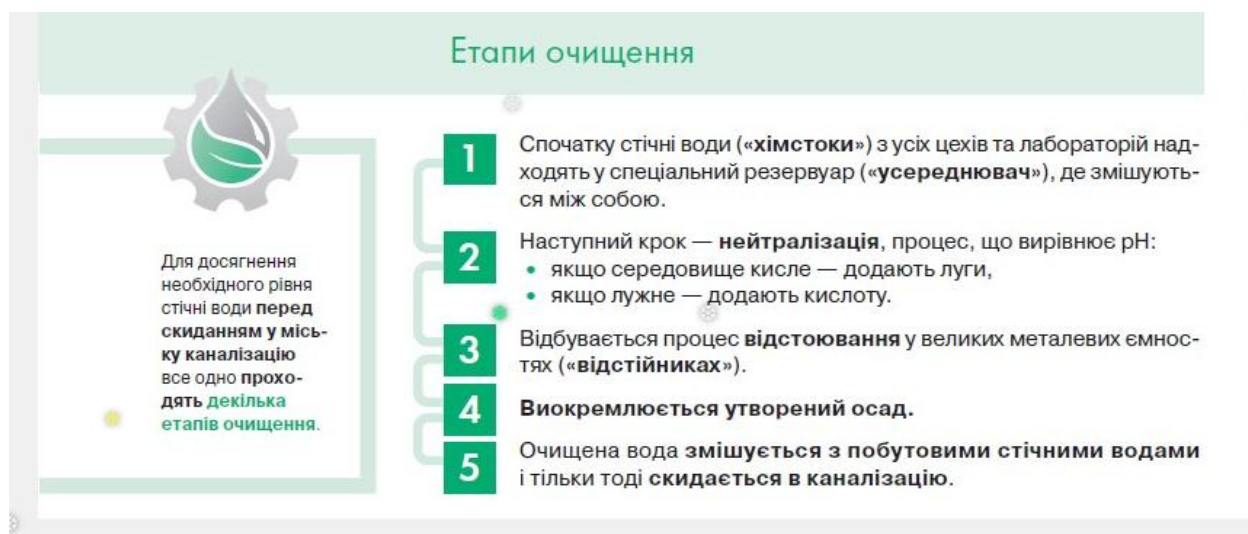 Етапи очищення
Для досягнення
необхідного рівня
стічні води перед
скиданням у місь-
ку каналізацію
все одно прохо-
дять декілька
етапів очищення.
1
Спочатку стічні води («хімстоки») з усіх цехів та лабораторій над-
ходять у спеціальний резервуар («усереднювач»), де змішують-
ся між собою.
2
Наступний крок — нейтралізація, процес, що вирівнює pH:
• якщо середовище кисле — додають луги,
• якщо лужне — додають кислоту.
3
Відбувається процес відстоювання у великих металевих ємнос-
тях («відстійниках»).
4
Виокремлюється утворений осад.
5
Очищена вода змішується з побутовими стічними водами
і тільки тоді скидається в каналізацію.